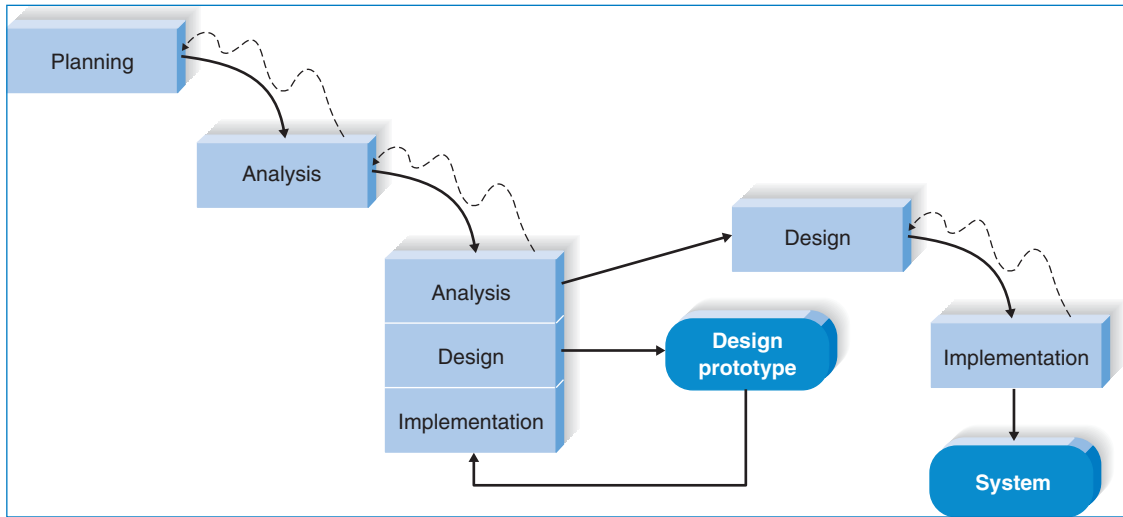 Planning
Analysis
Analysis
Design
Implementation
Design
prototype
Design
Implementation
System